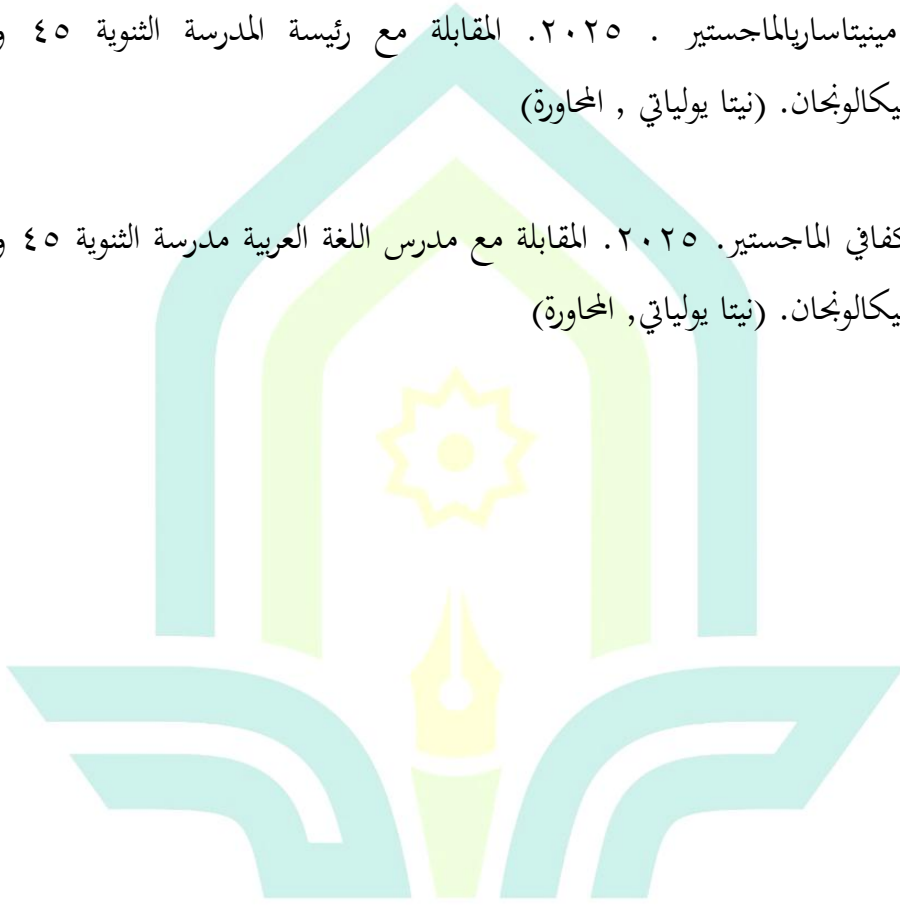 مينيتاسارياالماجستير . ٢٠٢٥. المقابلة مع رئيسة المدرسة الثنوية ٤٥ و
يكالونجان. (نيتا يولياتي , المحاورة)
كفافي الماجستير. ٢٠٢٥. المقابلة مع مدرس اللغة العربية مدرسة الثنوية ٤٥ و
يكالونجان. (نيتا يولياتي, المحاورة)